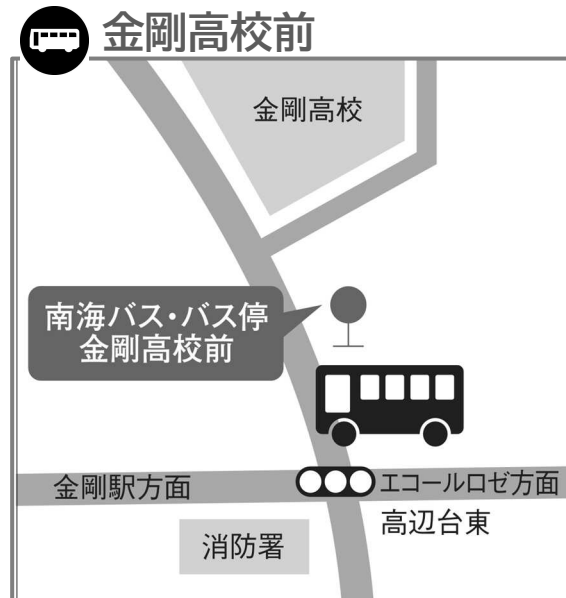 金剛高校前
金剛高校
南海バス・バス停
金剛高校前
金剛駅方面
エコールロゼ方面
高辺台東
消防署